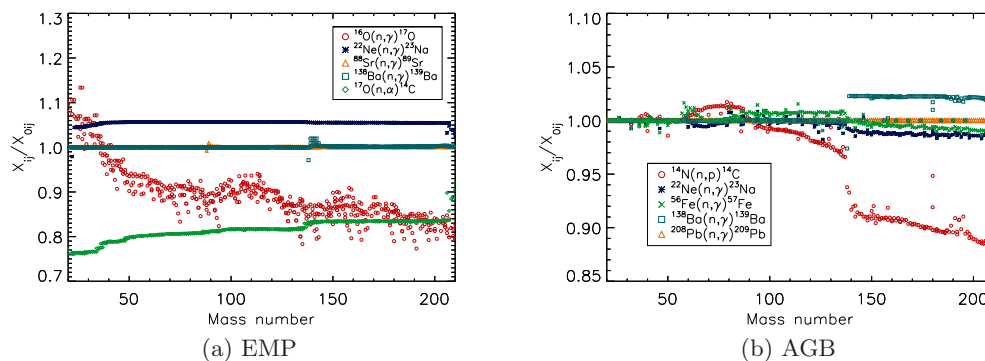 1.3
1.2
1.1
1.0
0.9
0.8
0.7
X_ij/X_0ij
50
100
150
200
Mass number
¹⁶O(n,γ)¹⁷O
²²Ne(n,γ)²³Na
⁸⁸Sr(n,γ)⁸⁹Sr
¹³⁸Ba(n,γ)¹³⁹Ba
¹⁷O(n,α)¹⁴C
(a) EMP
1.10
1.05
1.00
0.95
0.90
0.85
X_ij/X_0ij
50
100
150
200
Mass number
¹⁴N(n,p)¹⁴C
²²Ne(n,γ)²³Na
⁵⁶Fe(n,γ)⁵⁷Fe
¹³⁸Ba(n,γ)¹³⁹Ba
²⁰⁸Pb(n,γ)²⁰⁹Pb
(b) AGB